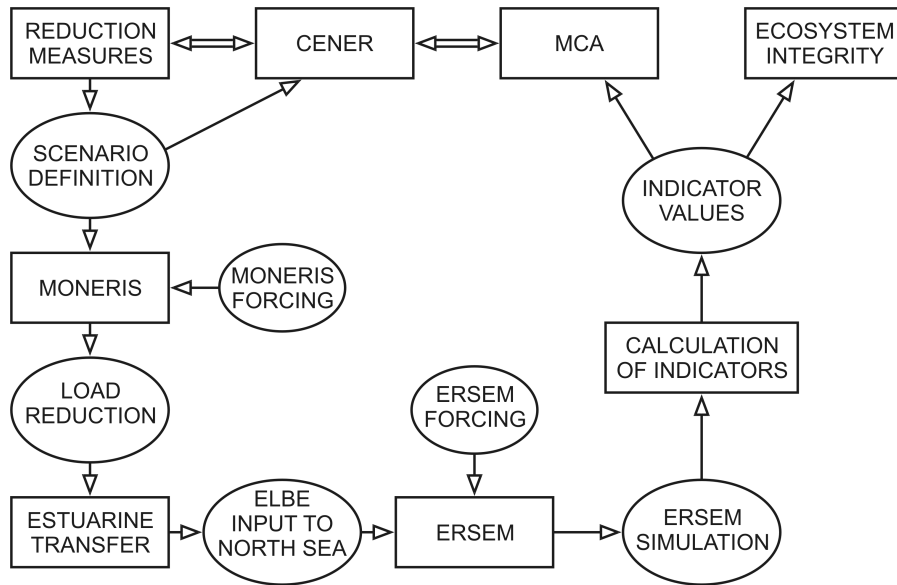 REDUCTION
MEASURES
CENER
MCA
ECOSYSTEM
INTEGRITY
SCENARIO
DEFINITION
INDICATOR
VALUES
MONERIS
MONERIS
FORCING
CALCULATION
OF INDICATORS
LOAD
REDUCTION
ERSEM
FORCING
ESTUARINE
TRANSFER
ELBE
INPUT TO
NORTH SEA
ERSEM
ERSEM
SIMULATION